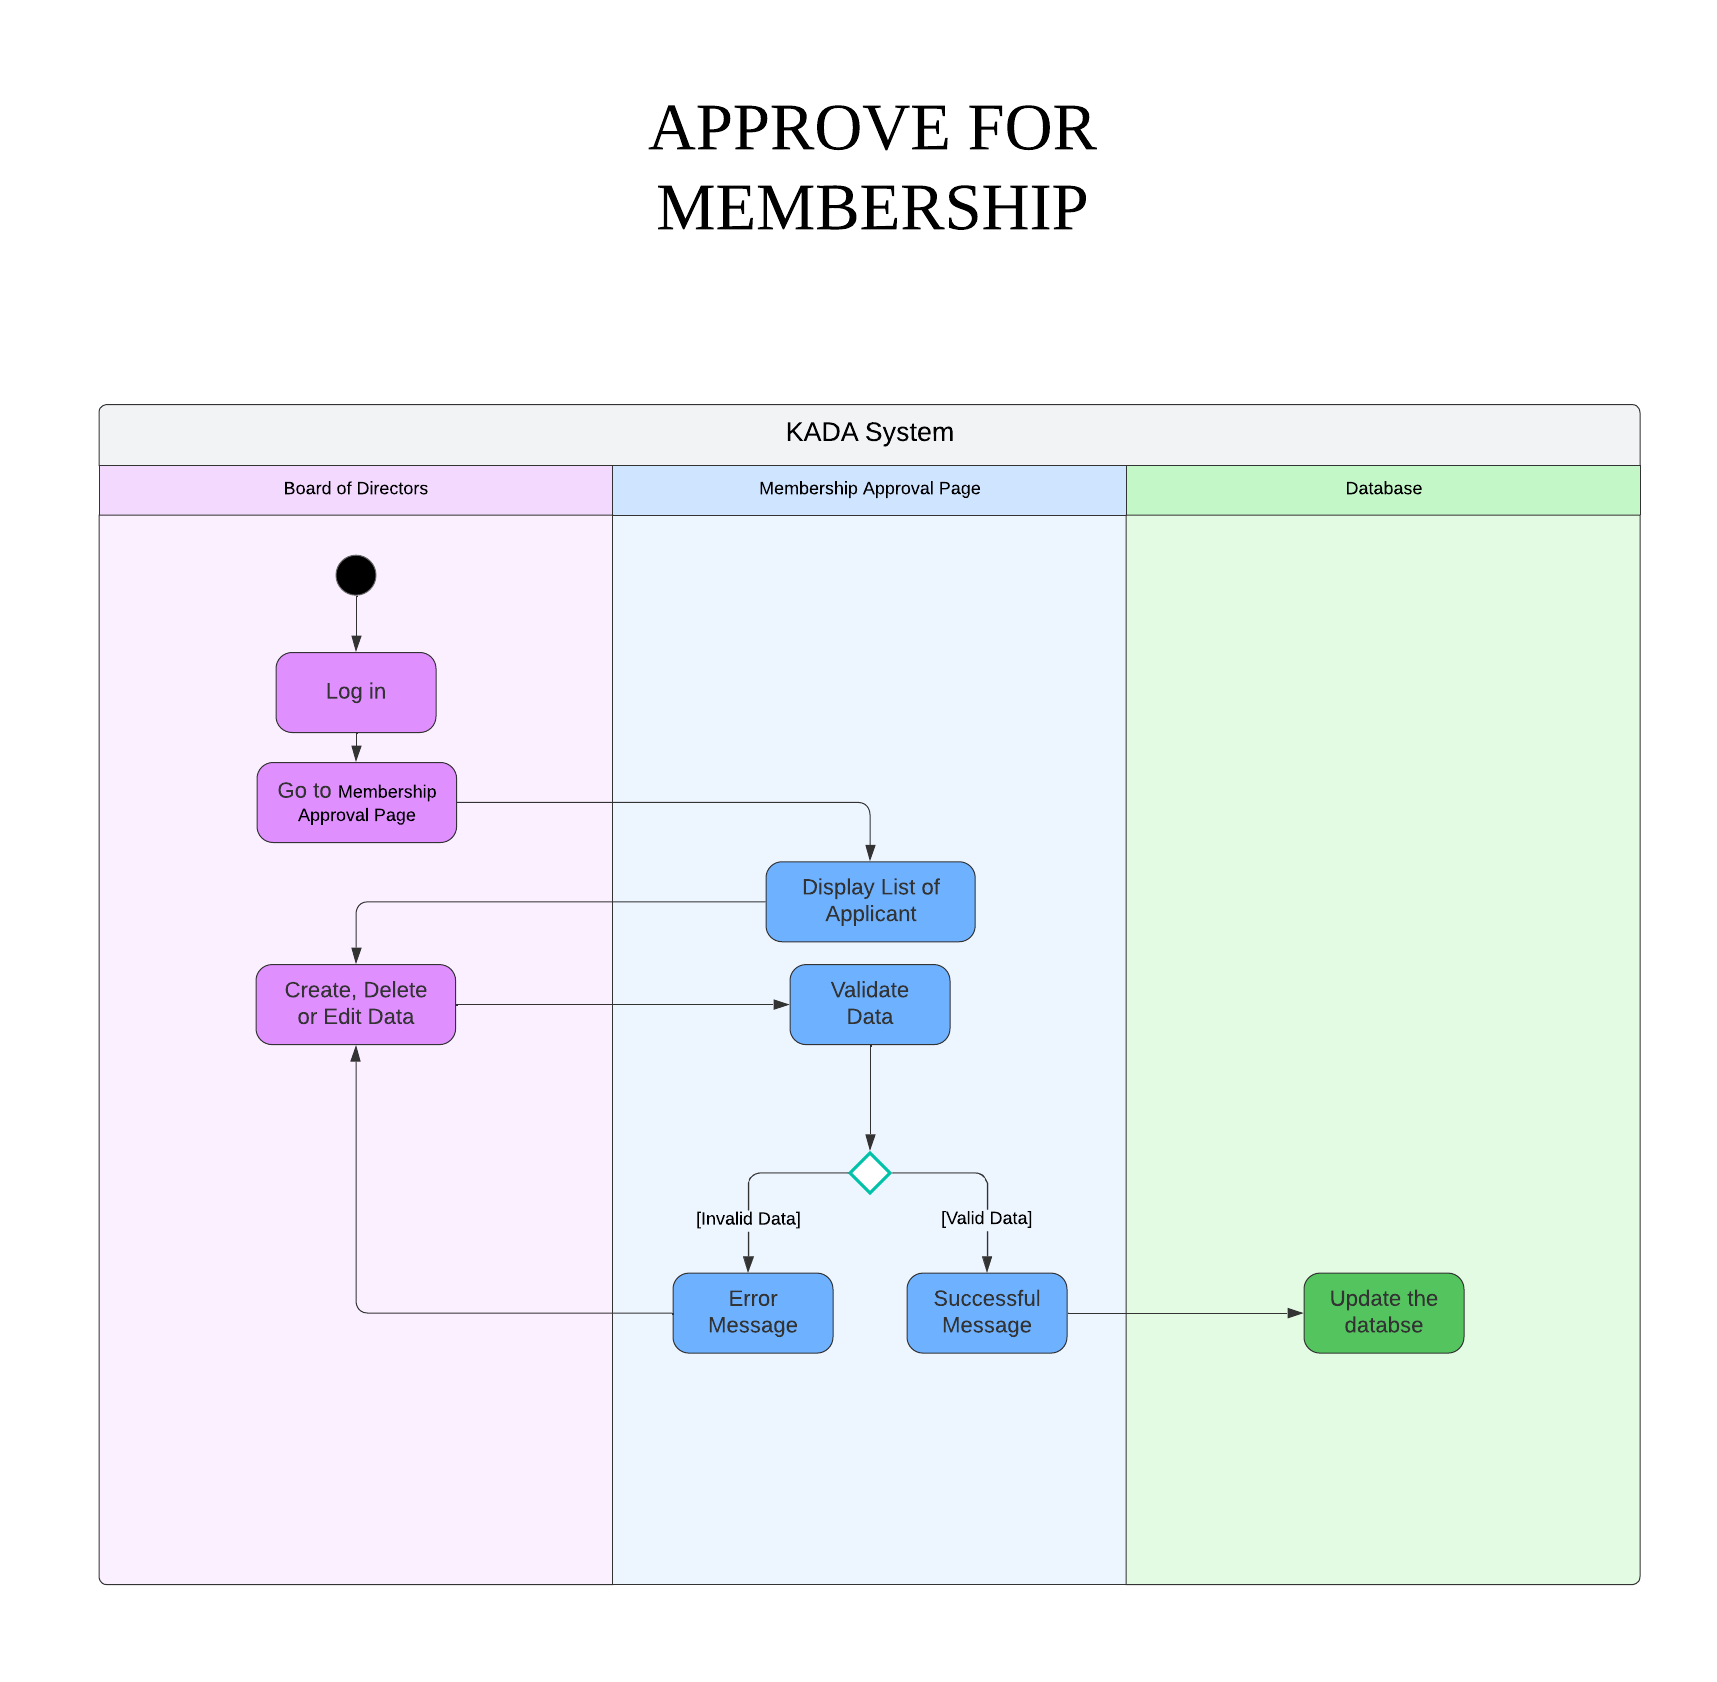 APPROVE FOR
MEMBERSHIP
KADA System
Board of Directors
Membership Approval Page
Database
Log in
Go to Membership
Approval Page
Display List of
Applicant
Create, Delete
or Edit Data
Validate
Data
[Invalid Data]
[Valid Data]
Error
Message
Successful
Message
Update the
databse